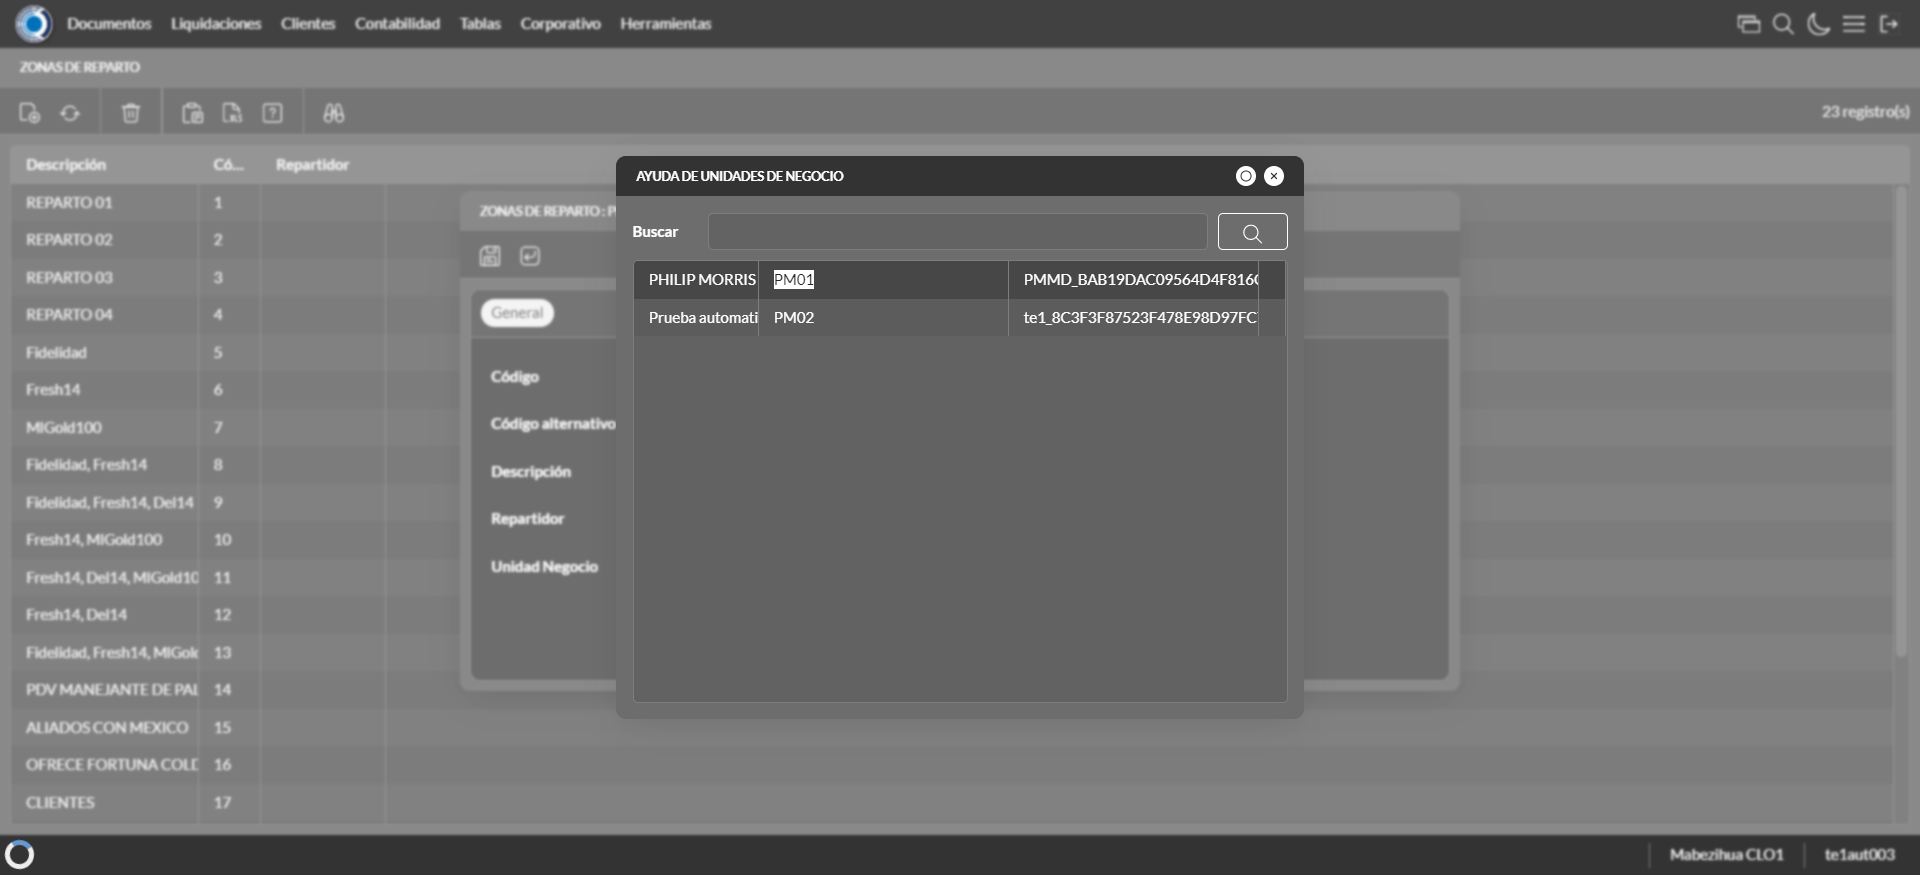 Documentos Liquidaciones Clientes Contabilidad Tablas Corporativo Herramientas
ZONAS DE REPARTO
23 registro(s)
Descripción Có... Repartidor
REPARTO 01 1
REPARTO 02 2
REPARTO 03 3
REPARTO 04 4
Fidelidad 5
Fresh14 6
MIGold100 7
Fidelidad, Fresh14 8
Fidelidad, Fresh14, Del14 9
Fresh14, MIGold100 10
Fresh14, Del14, MIGold10 11
Fresh14, Del14 12
Fidelidad, Fresh14, MIGold 13
PDV MANEJANTE DE PAL 14
ALIADOS CON MEXICO 15
OFRECE FORTUNA COLD 16
CLIENTES 17
ZONAS DE REPARTO :
General
Código
Código alternativo
Descripción
Repartidor
Unidad Negocio
AYUDA DE UNIDADES DE NEGOCIO
Buscar
PHILIP MORRIS PM01 PMMD_BAB19DAC09564D4F816
Prueba automati PM02 te1_8C3F3F87523F478E98D97FC
Mabezihua CLO1 te1aut003